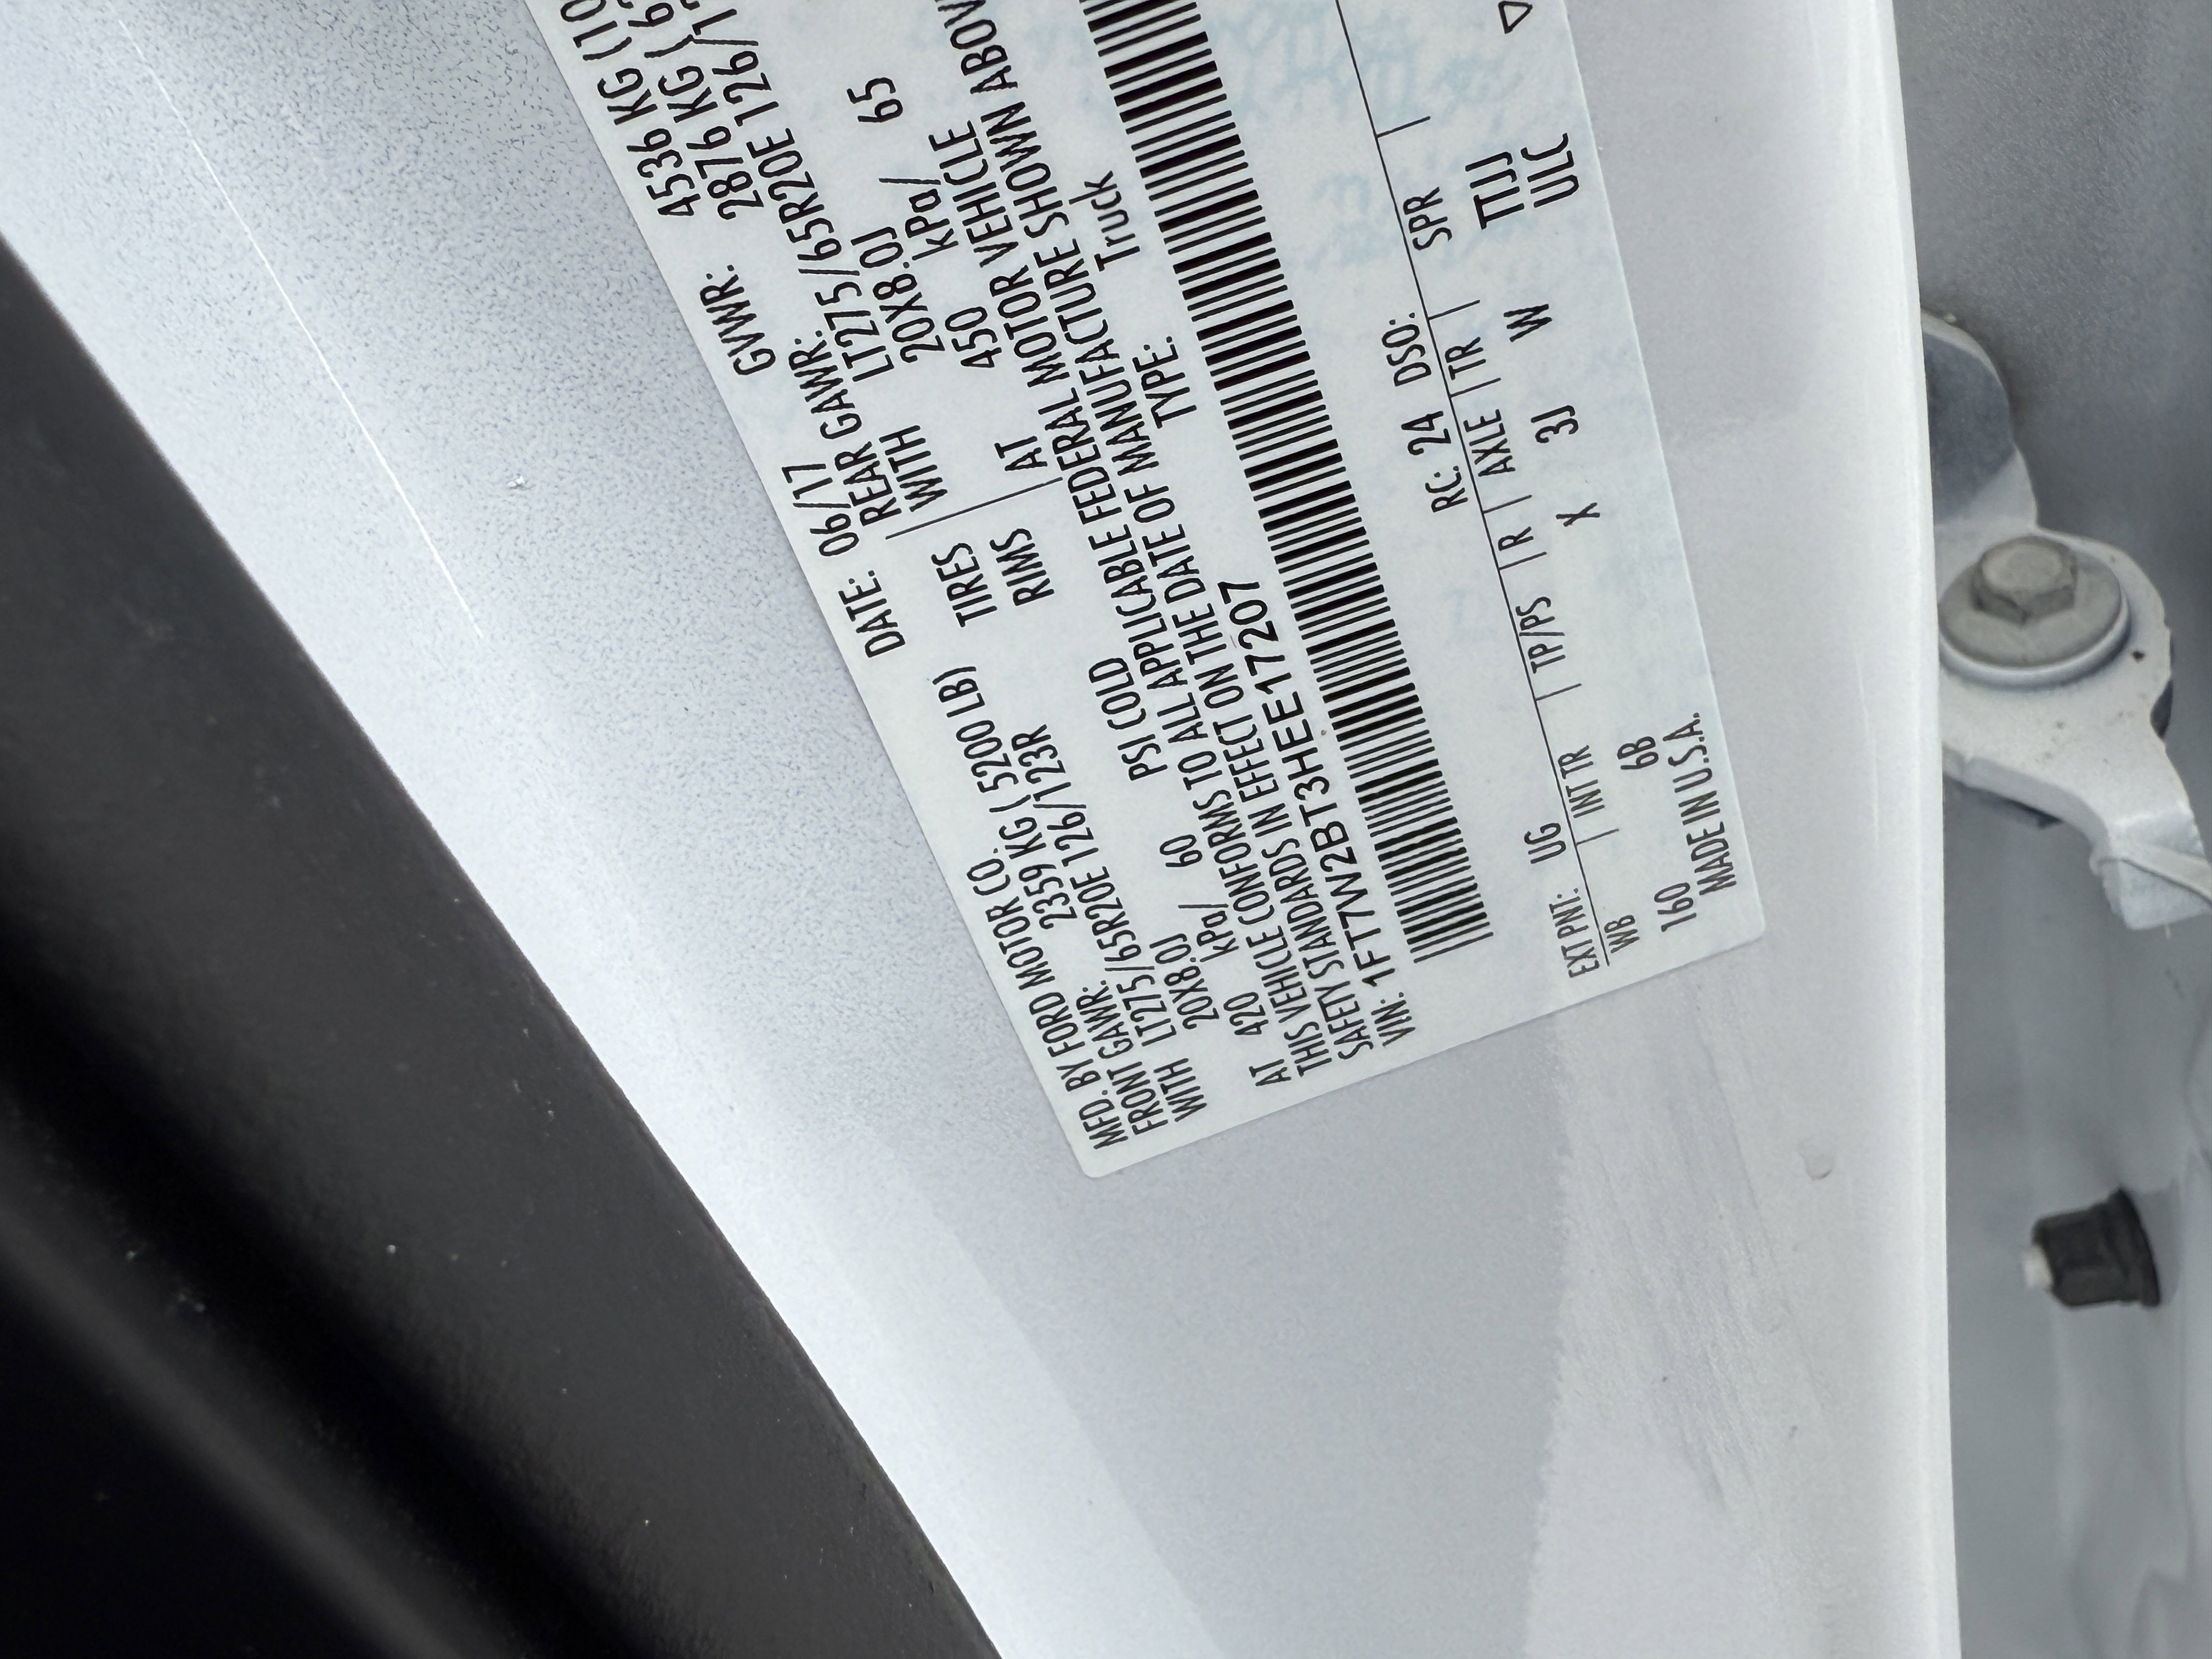 MFD. BY FORD MOTOR CO. DATE: 06/17 GVWR: 4536 KG (10
FRONT GAWR: 2359 KG ( 5200 LB) REAR GAWR: 2876 KG (
WITH LT275/65R20E 126/123R TIRES WITH LT275/65R20E 126/
20X8.0J RIMS 20X8.0J
AT 420 kPa/ 60 PSI COLD AT 450 kPa/ 65
THIS VEHICLE CONFORMS TO ALL APPLICABLE FEDERAL MOTOR VEHICLE
SAFETY STANDARDS IN EFFECT ON THE DATE OF MANUFACTURE SHOWN ABOV
VIN: 1FT7W2BT3HEE17207 TYPE: Truck
EXT PNT: UG RC: 24 DSO:
WB INT TR TP/PS R AXLE TR SPR TTJJ
160 6B X 3J W ULC
MADE IN U.S.A.